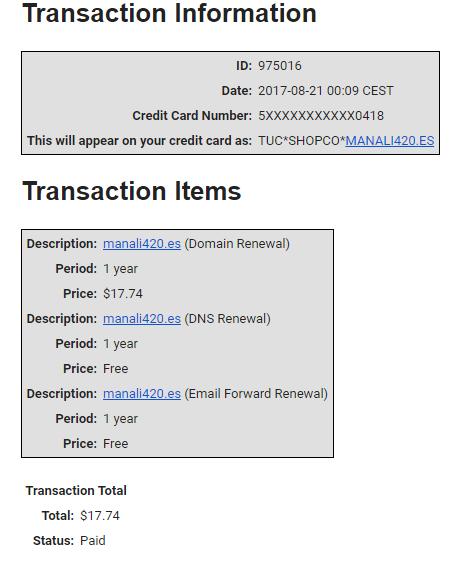 Transaction Information
ID: 975016
Date: 2017-08-21 00:09 CEST
Credit Card Number: 5XXXXXXXXXXX0418
This will appear on your credit card as: TUC*SHOPCO*MANALI420.ES
Transaction Items
Description: manali420.es (Domain Renewal)
Period: 1 year
Price: $17.74
Description: manali420.es (DNS Renewal)
Period: 1 year
Price: Free
Description: manali420.es (Email Forward Renewal)
Period: 1 year
Price: Free
Transaction Total
Total: $17.74
Status: Paid